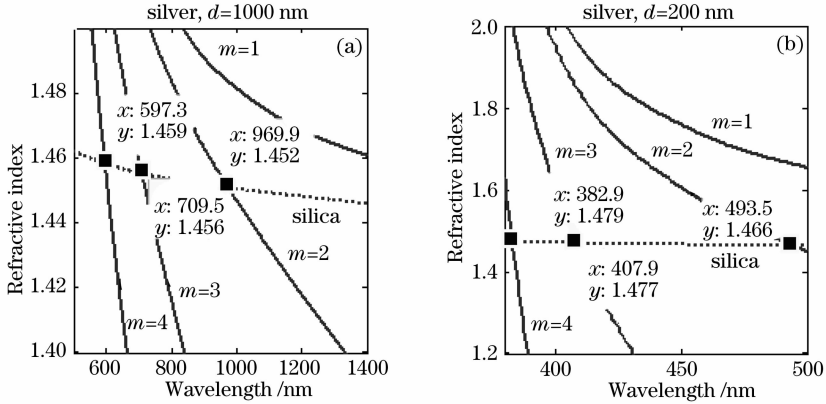 silver, d=1000 nm
(a)
m=1
1.48
x: 597.3
y: 1.459
x: 969.9
y: 1.452
1.46
x: 709.5
y: 1.456
silica
1.44
m=2
m=3
1.42
m=4
1.40
600 800 1000 1200 1400
Wavelength /nm
Refractive index
silver, d=200 nm
2.0
(b)
1.8
m=1
m=3
m=2
1.6
x: 382.9
y: 1.479
x: 493.5
y: 1.466
silica
1.4
x: 407.9
y: 1.477
m=4
1.2
400 450 500
Wavelength /nm
Refractive index